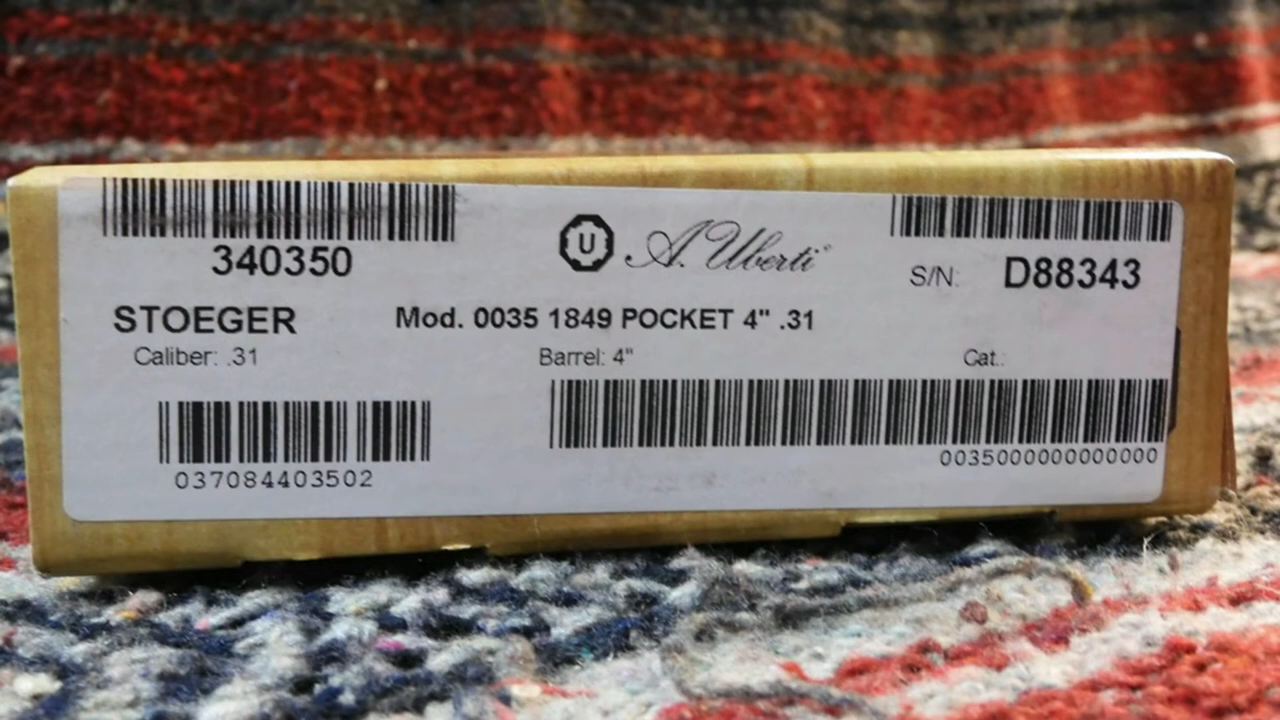 340350
U A. Uberti®
S/N: D88343
STOEGER Mod. 0035 1849 POCKET 4" .31
Caliber: .31 Barrel: 4" Cat.:
037084403502
0035000000000000